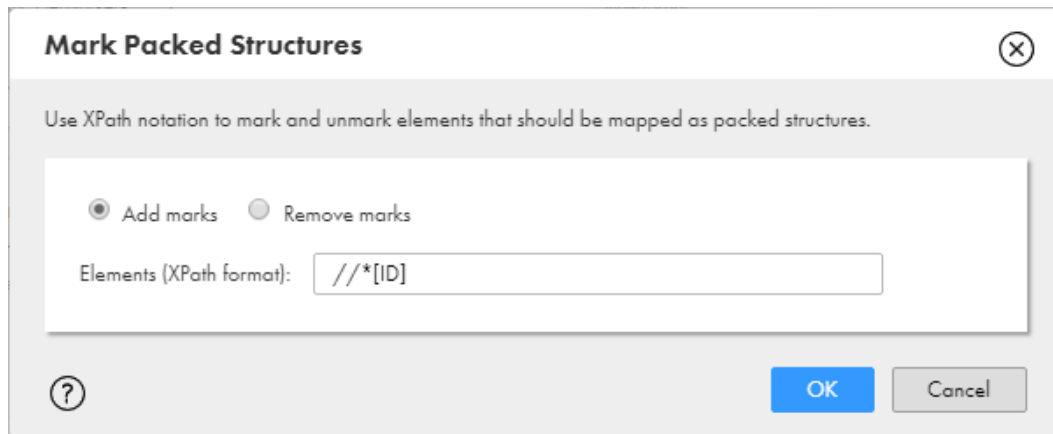 Mark Packed Structures
Use XPath notation to mark and unmark elements that should be mapped as packed structures.
Add marks Remove marks
Elements (XPath format): //*[ID]
? OK Cancel